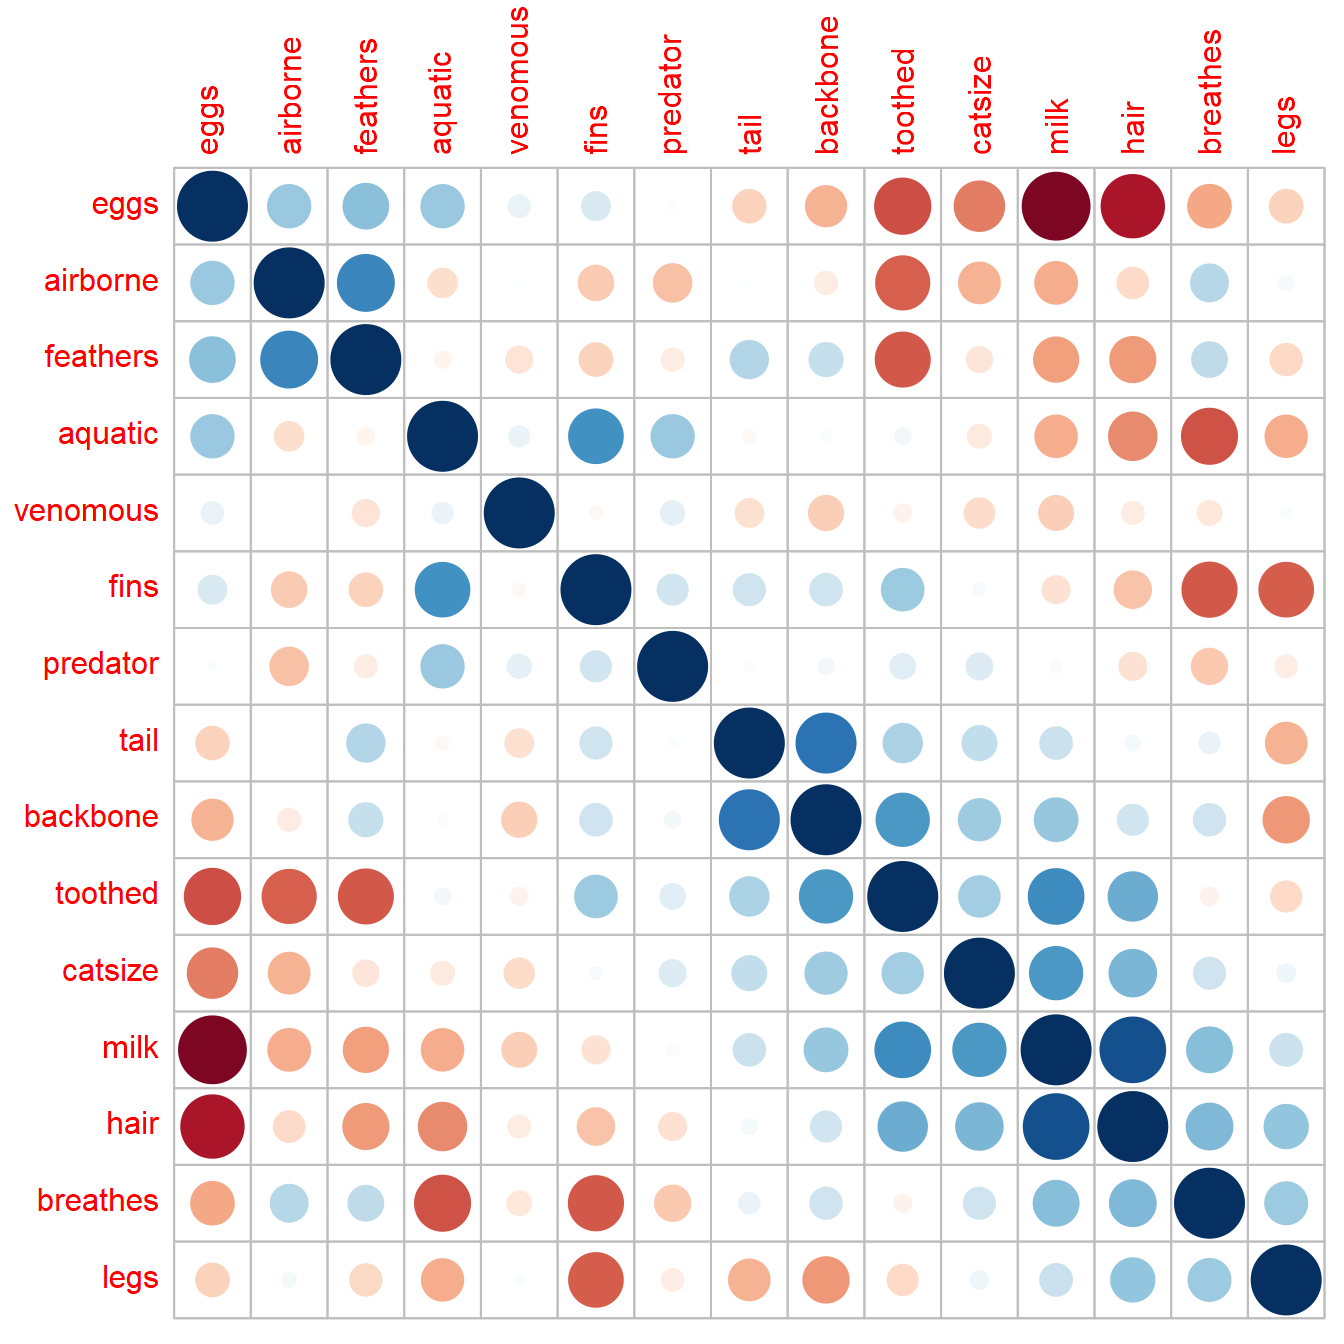 eggs
airborne
feathers
aquatic
venomous
fins
predator
tail
backbone
toothed
catsize
milk
hair
breathes
legs
eggs
airborne
feathers
aquatic
venomous
fins
predator
tail
backbone
toothed
catsize
milk
hair
breathes
legs